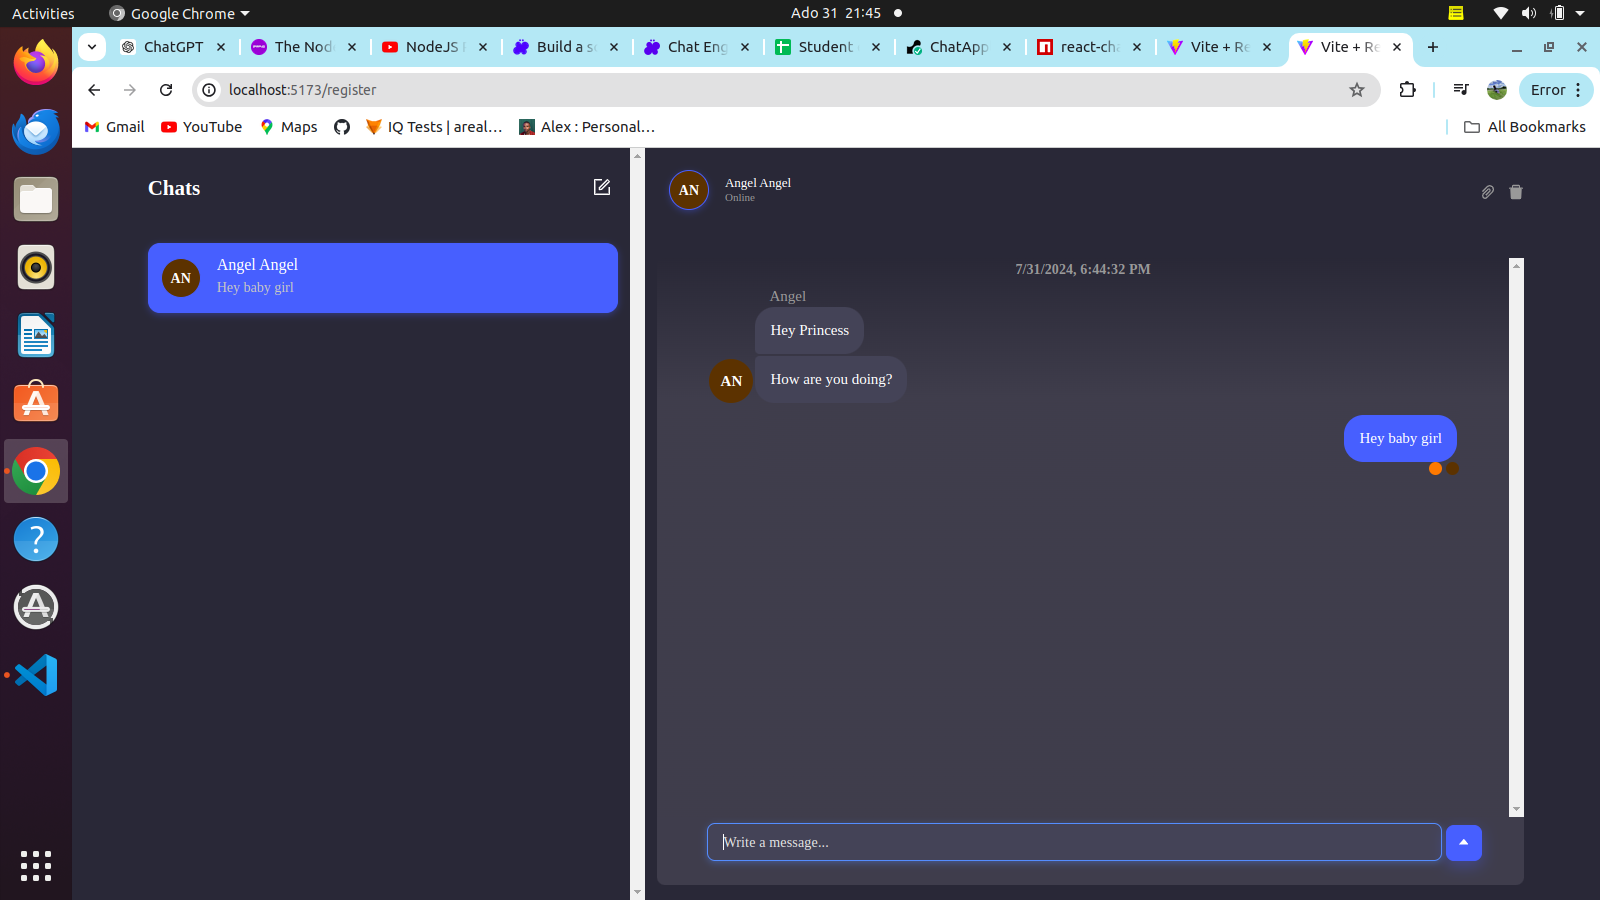 Activities
Google Chrome
Ado 31 21:45
ChatGPT
The Nod
NodeJS
Build a s
Chat Eng
Student
ChatApp
react-cha
Vite + Re
Vite + Re
localhost:5173/register
Error
Gmail
YouTube
Maps
IQ Tests | areal...
Alex : Personal...
All Bookmarks
Chats
AN
Angel Angel
Hey baby girl
AN
Angel Angel
Online
7/31/2024, 6:44:32 PM
Angel
Hey Princess
AN
How are you doing?
Hey baby girl
Write a message...